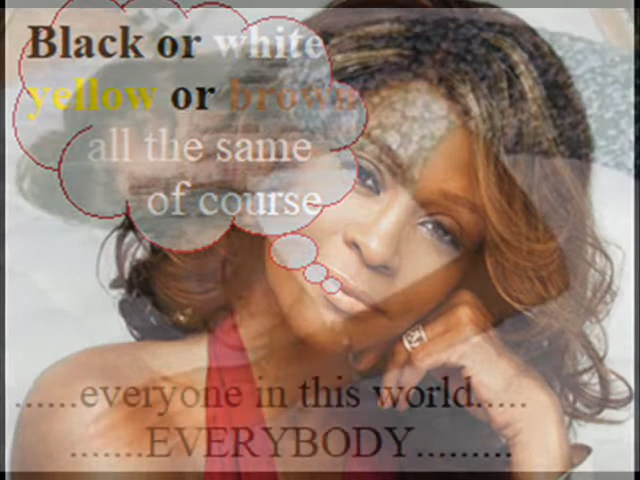 Black or white
yellow or brown
all the same
of course
......everyone in this world.....
.......EVERYBODY.........